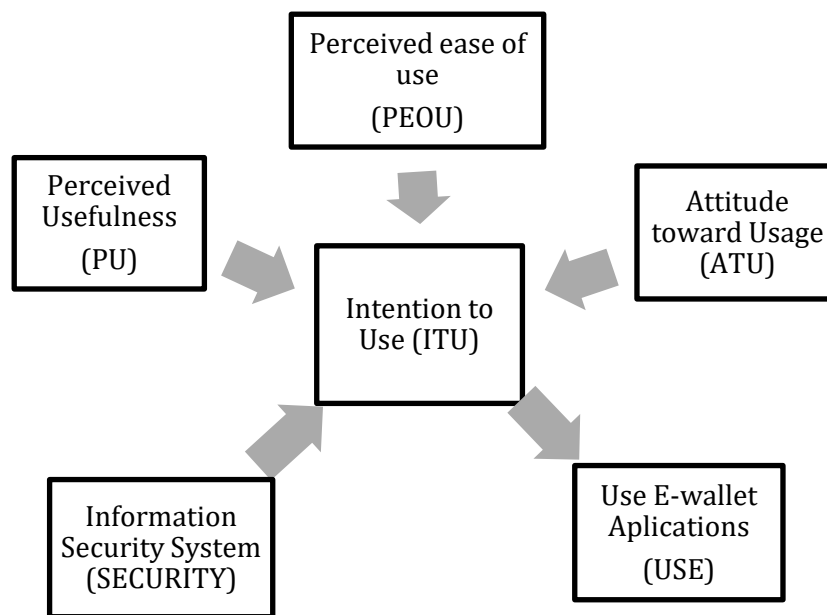 Perceived ease of
use
(PEOU)
Perceived
Usefulness
(PU)
Attitude
toward Usage
(ATU)
Intention to
Use (ITU)
Information
Security System
(SECURITY)
Use E-wallet
Aplications
(USE)